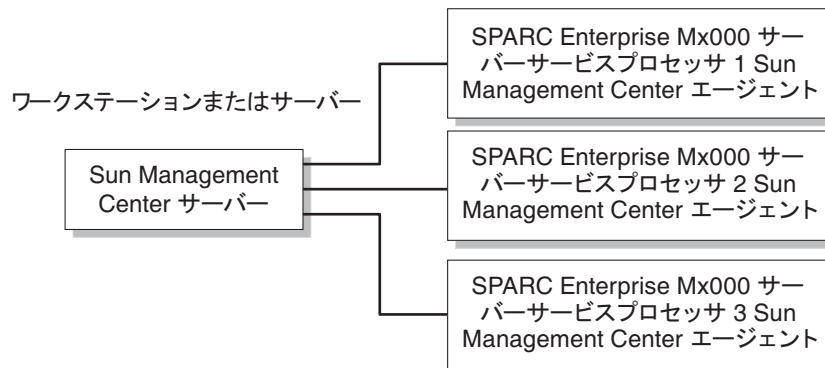 ワークステーションまたはサーバー
Sun Management
Center サーバー
SPARC Enterprise Mx000 サー
バーサービスプロセッサ 1 Sun
Management Center エージェント
SPARC Enterprise Mx000 サー
バーサービスプロセッサ 2 Sun
Management Center エージェント
SPARC Enterprise Mx000 サー
バーサービスプロセッサ 3 Sun
Management Center エージェント